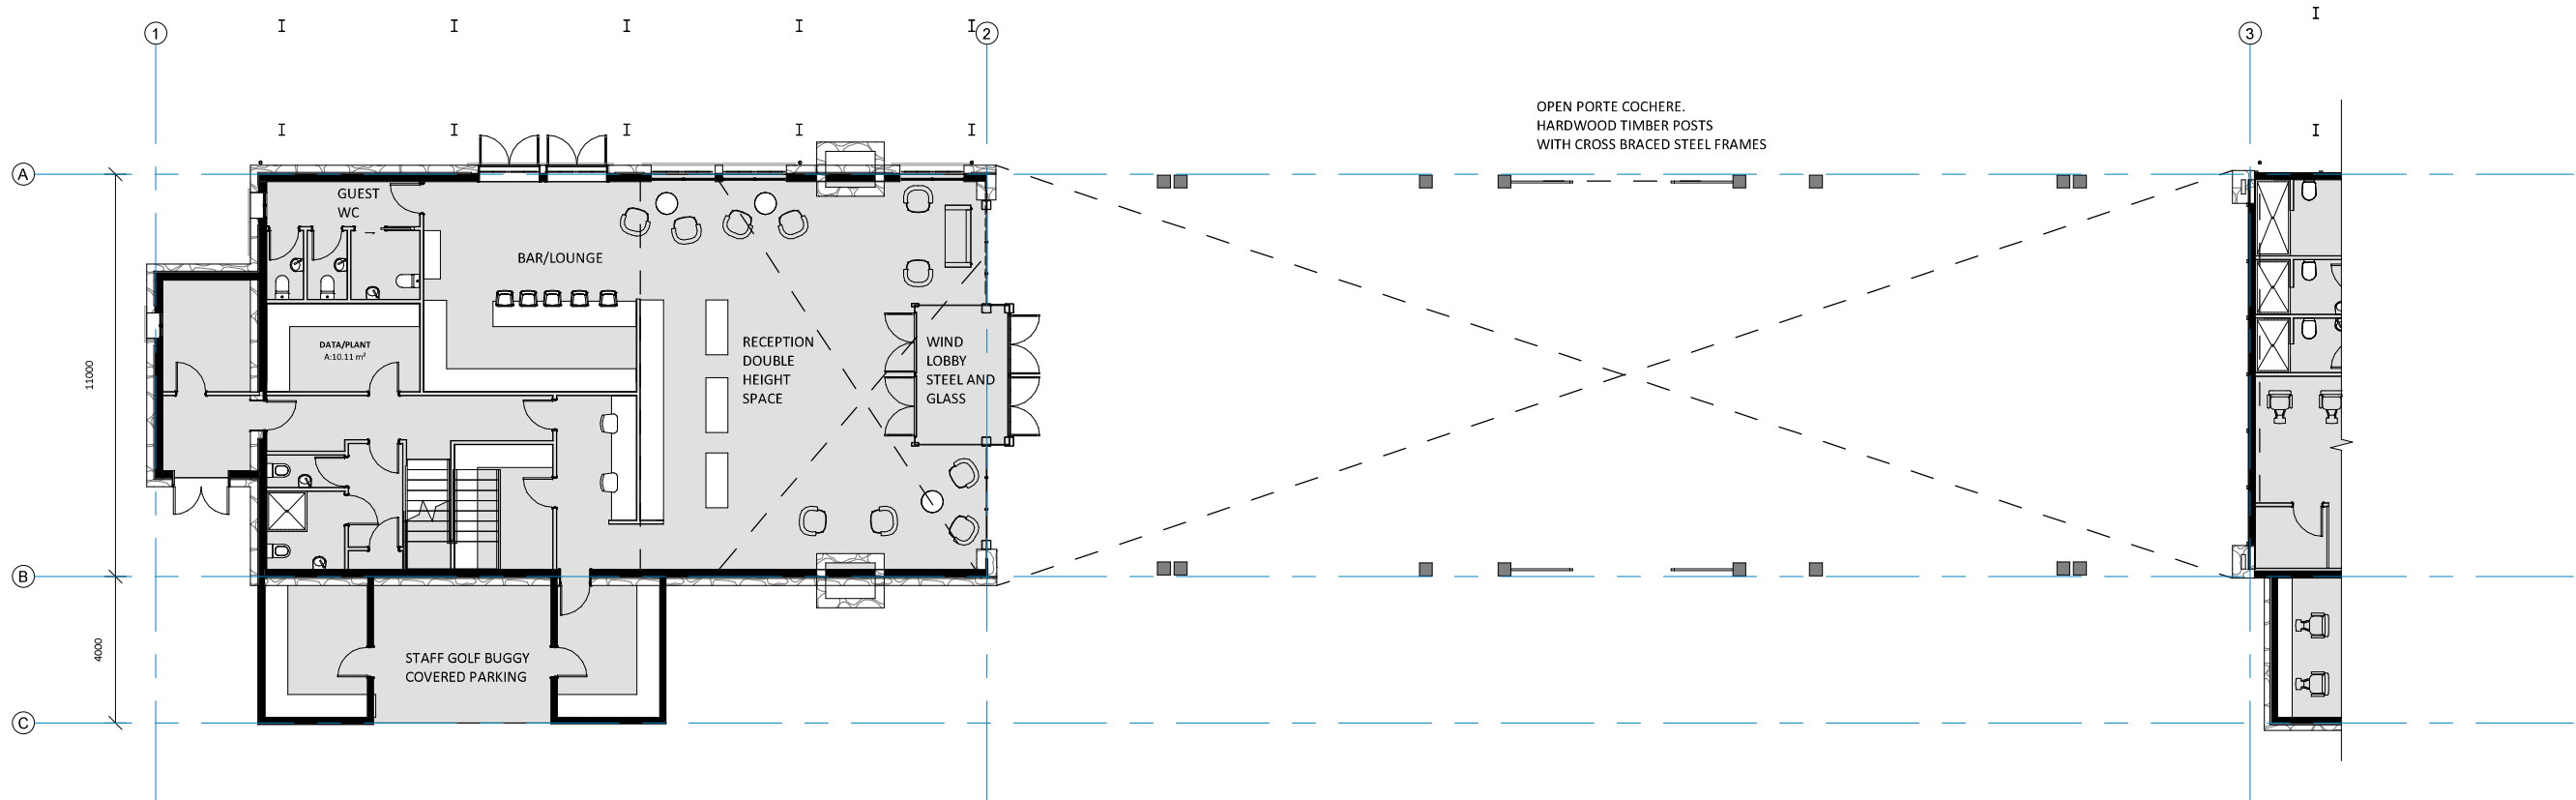 1
2
3
OPEN PORTE COCHERE.
HARDWOOD TIMBER POSTS
WITH CROSS BRACED STEEL FRAMES
A
GUEST
WC
BAR/LOUNGE
DATA/PLANT
A:10.11 m²
RECEPTION
DOUBLE
HEIGHT
SPACE
WIND
LOBBY
STEEL AND
GLASS
11000
B
4000
STAFF GOLF BUGGY
COVERED PARKING
C